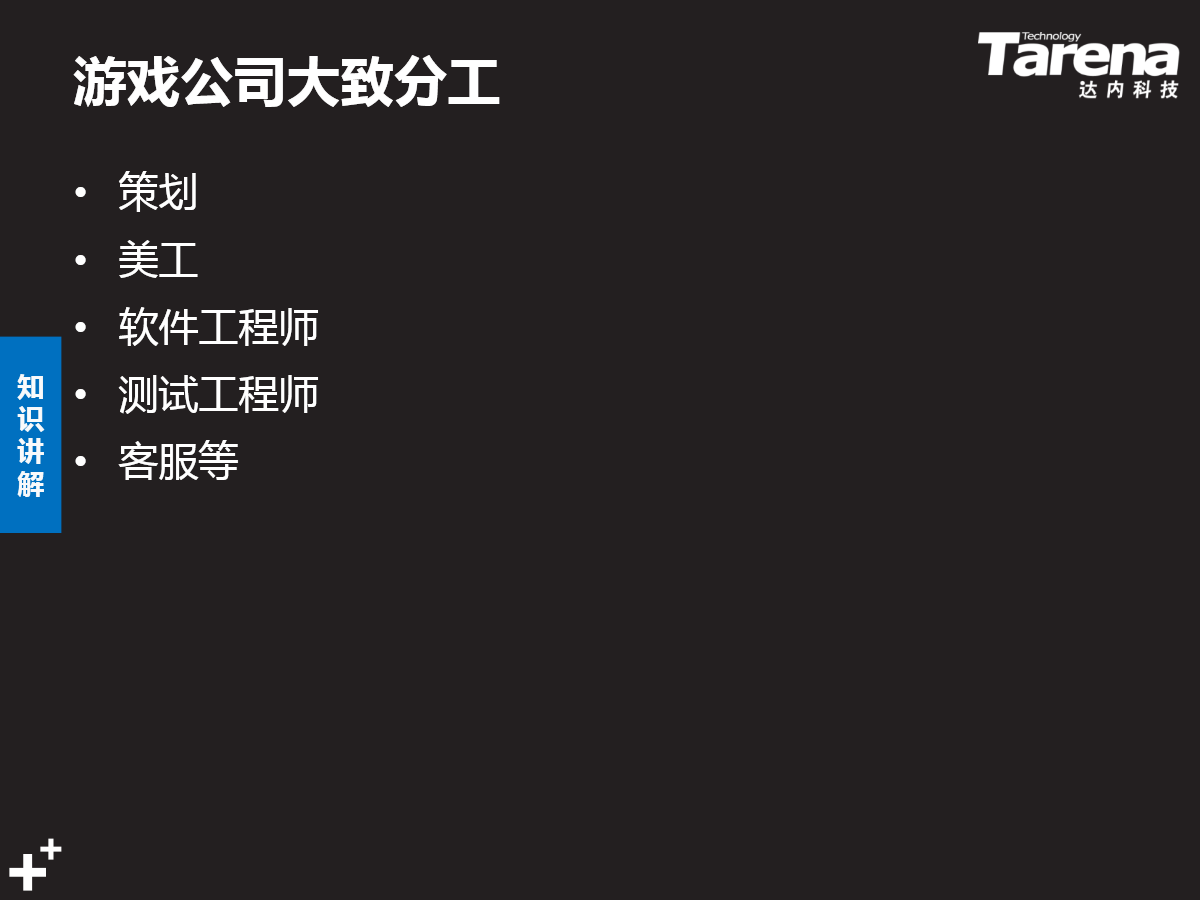 游戏公司大致分工
Technology
Tarena
达内科技
• 策划
• 美工
• 软件工程师
• 测试工程师
• 客服等
知识讲解